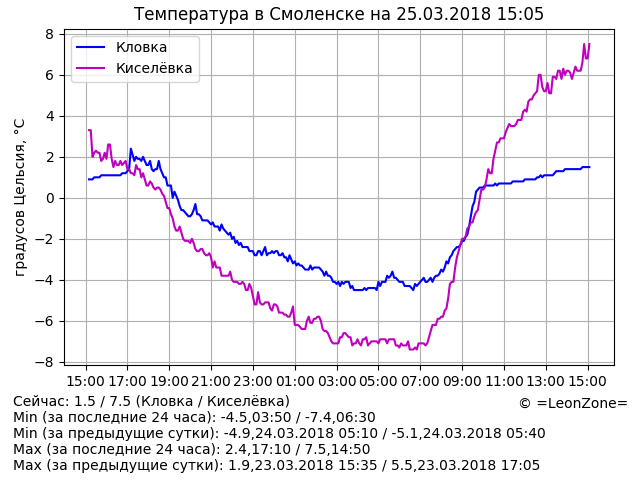 Температура в Смоленске на 25.03.2018 15:05
Кловка
Киселёвка
градусов Цельсия, °C
8
6
4
2
0
−2
−4
−6
−8
15:00 17:00 19:00 21:00 23:00 01:00 03:00 05:00 07:00 09:00 11:00 13:00 15:00
Сейчас: 1.5 / 7.5 (Кловка / Киселёвка)
© =LeonZone=
Min (за последние 24 часа): -4.5,03:50 / -7.4,06:30
Min (за предыдущие сутки): -4.9,24.03.2018 05:10 / -5.1,24.03.2018 05:40
Max (за последние 24 часа): 2.4,17:10 / 7.5,14:50
Max (за предыдущие сутки): 1.9,23.03.2018 15:35 / 5.5,23.03.2018 17:05